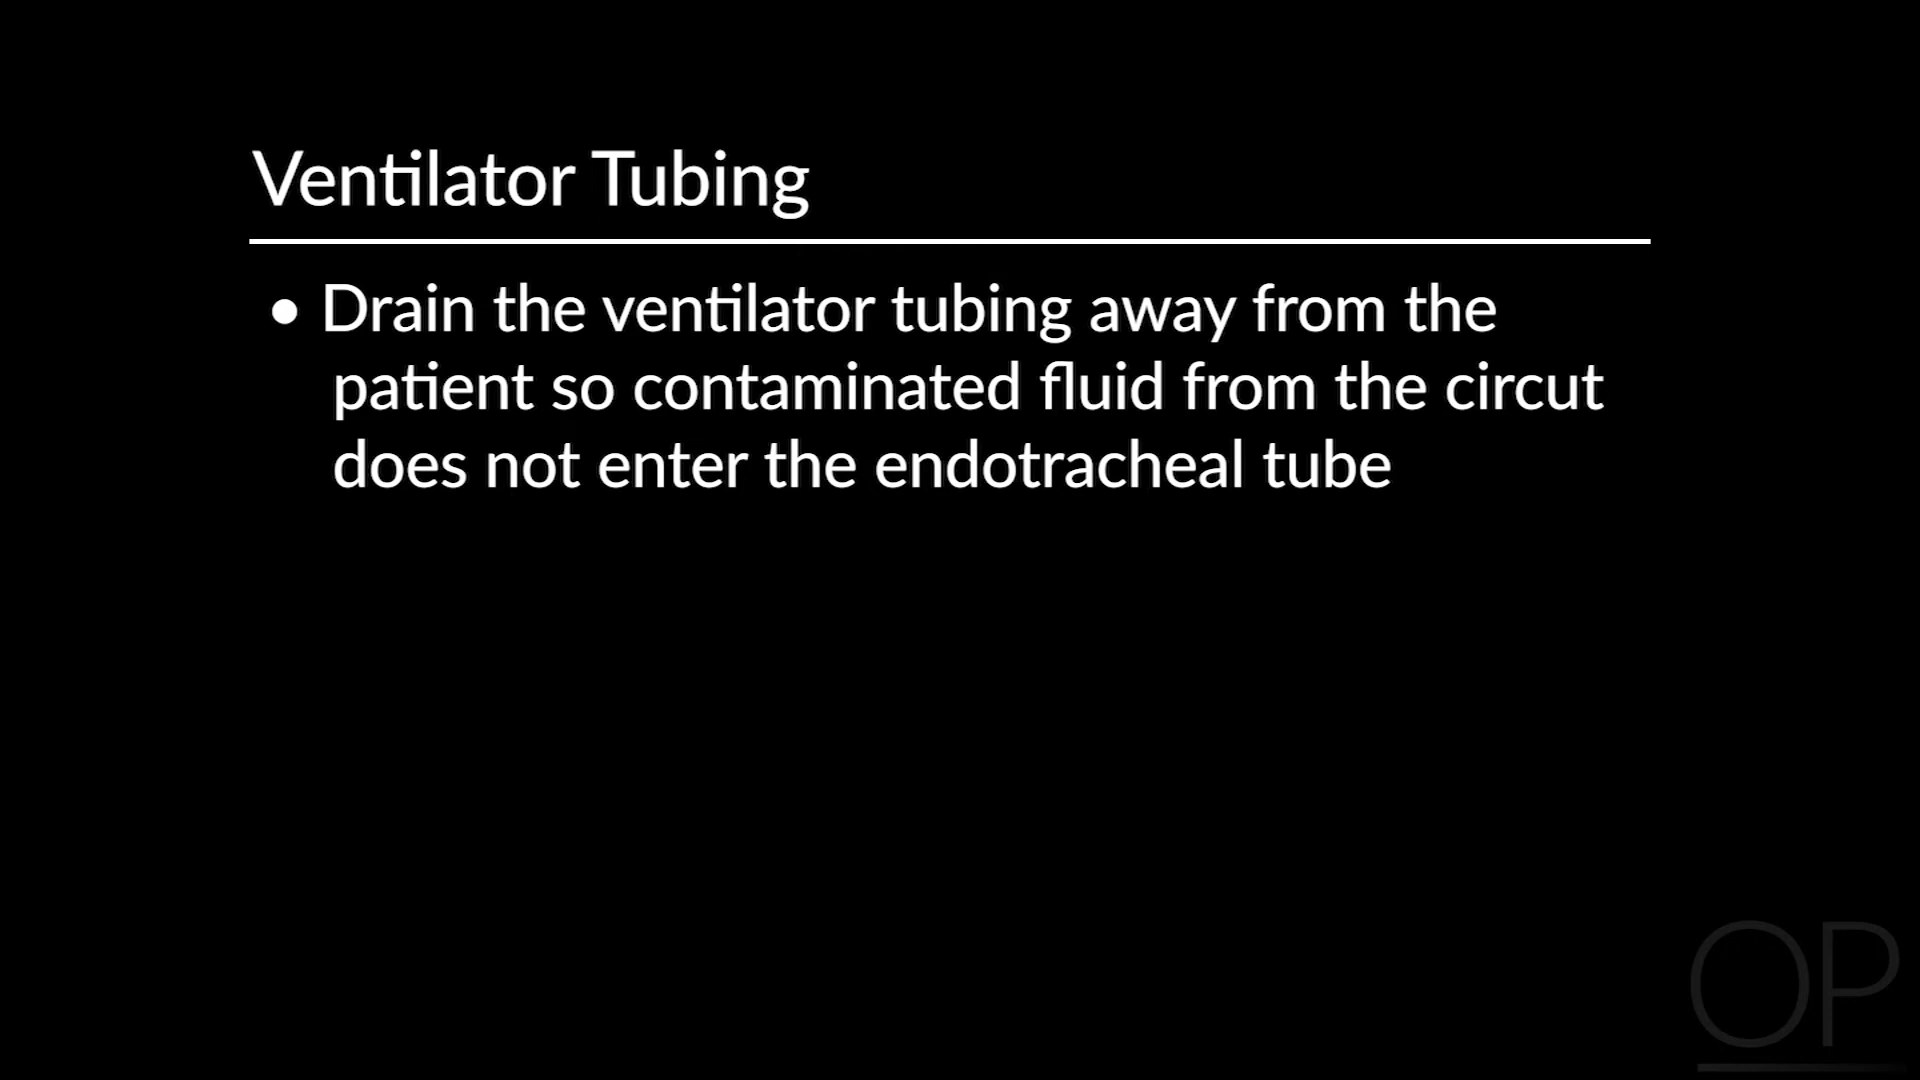 Ventilator Tubing
• Drain the ventilator tubing away from the
patient so contaminated fluid from the circut
does not enter the endotracheal tube
OP